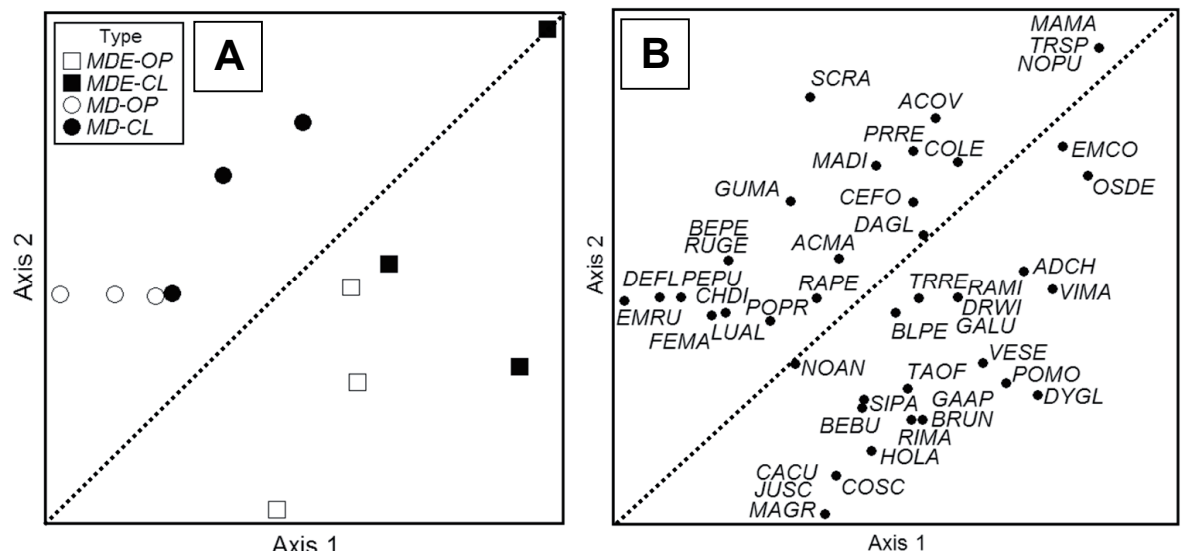 A
Type
MDE-OP
MDE-CL
MD-OP
MD-CL
Axis 2
Axis 1
B
MAMA
TRSP
NOPU
SCRA
ACOV
PRRE
COLE
EMCO
MADI
OSDE
GUMA
CEFO
DAGL
BEPE
RUGE
ACMA
ADCH
DEFL PEPU
RAPE
TRRE RAMI
VIMA
CHDI
POPR
DRWI
EMRU
GALU
LUAL
BLPE
FEMA
VESE
NOAN
TAOF
POMO
DYGL
SIPA
GAAP
BEBU
BRUN
RIMA
HOLA
CACU
JUSC
COSC
MAGR
Axis 2
Axis 1